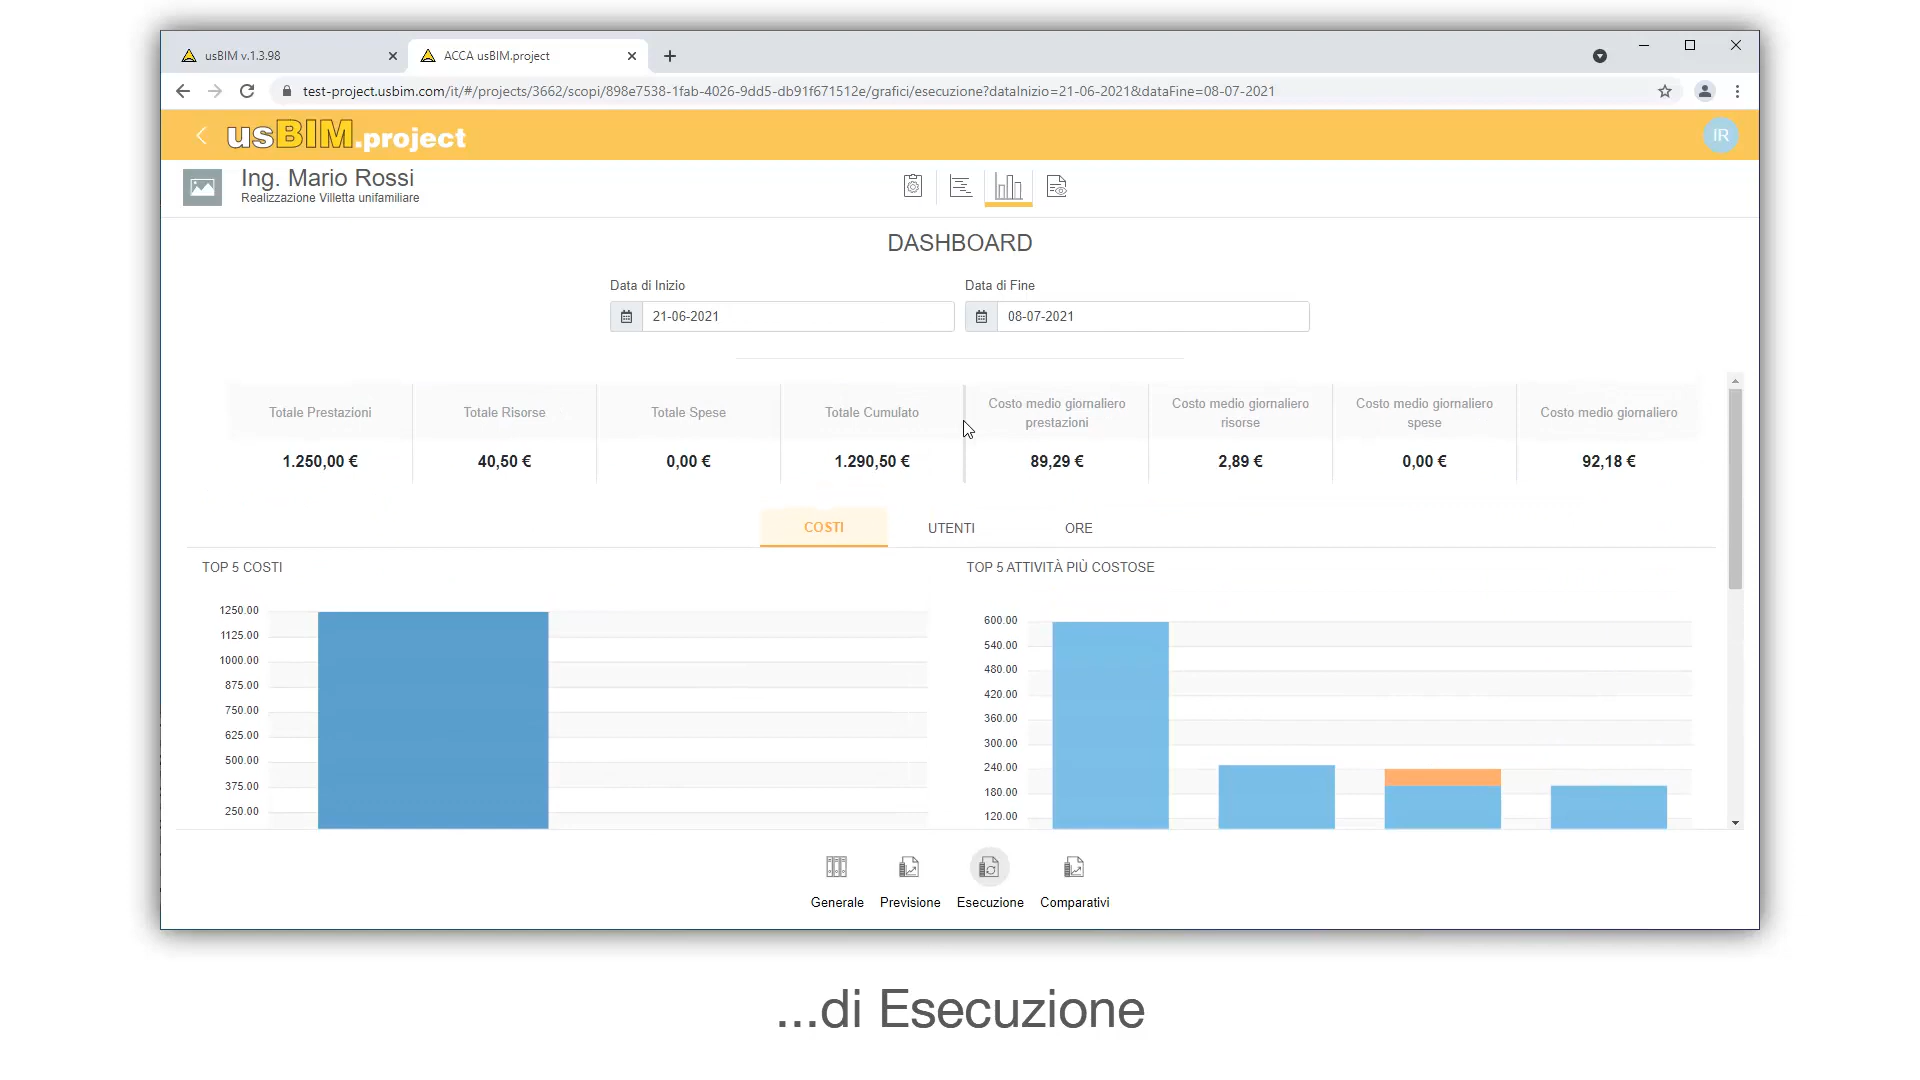 usBIM v.1.3.98
ACCA usBIM.project
test-project.usbim.com/it/#/projects/3662/scopi/898e7538-1fab-4026-9dd5-db91f671512e/grafici/esecuzione?dataInizio=21-06-2021&dataFine=08-07-2021
usBIM.project
IR
Ing. Mario Rossi
Realizzazione Villetta unifamiliare
DASHBOARD
Data di Inizio
Data di Fine
21-06-2021
08-07-2021
Totale Prestazioni
Totale Risorse
Totale Spese
Totale Cumulato
Costo medio giornaliero
prestazioni
Costo medio giornaliero
risorse
Costo medio giornaliero
spese
Costo medio giornaliero
1.250,00 €
40,50 €
0,00 €
1.290,50 €
89,29 €
2,89 €
0,00 €
92,18 €
COSTI
UTENTI
ORE
TOP 5 COSTI
1250.00
1125.00
1000.00
875.00
750.00
625.00
500.00
375.00
250.00
TOP 5 ATTIVITÀ PIÙ COSTOSE
600.00
540.00
480.00
420.00
360.00
300.00
240.00
180.00
120.00
Generale
Previsione
Esecuzione
Comparativi
...di Esecuzione